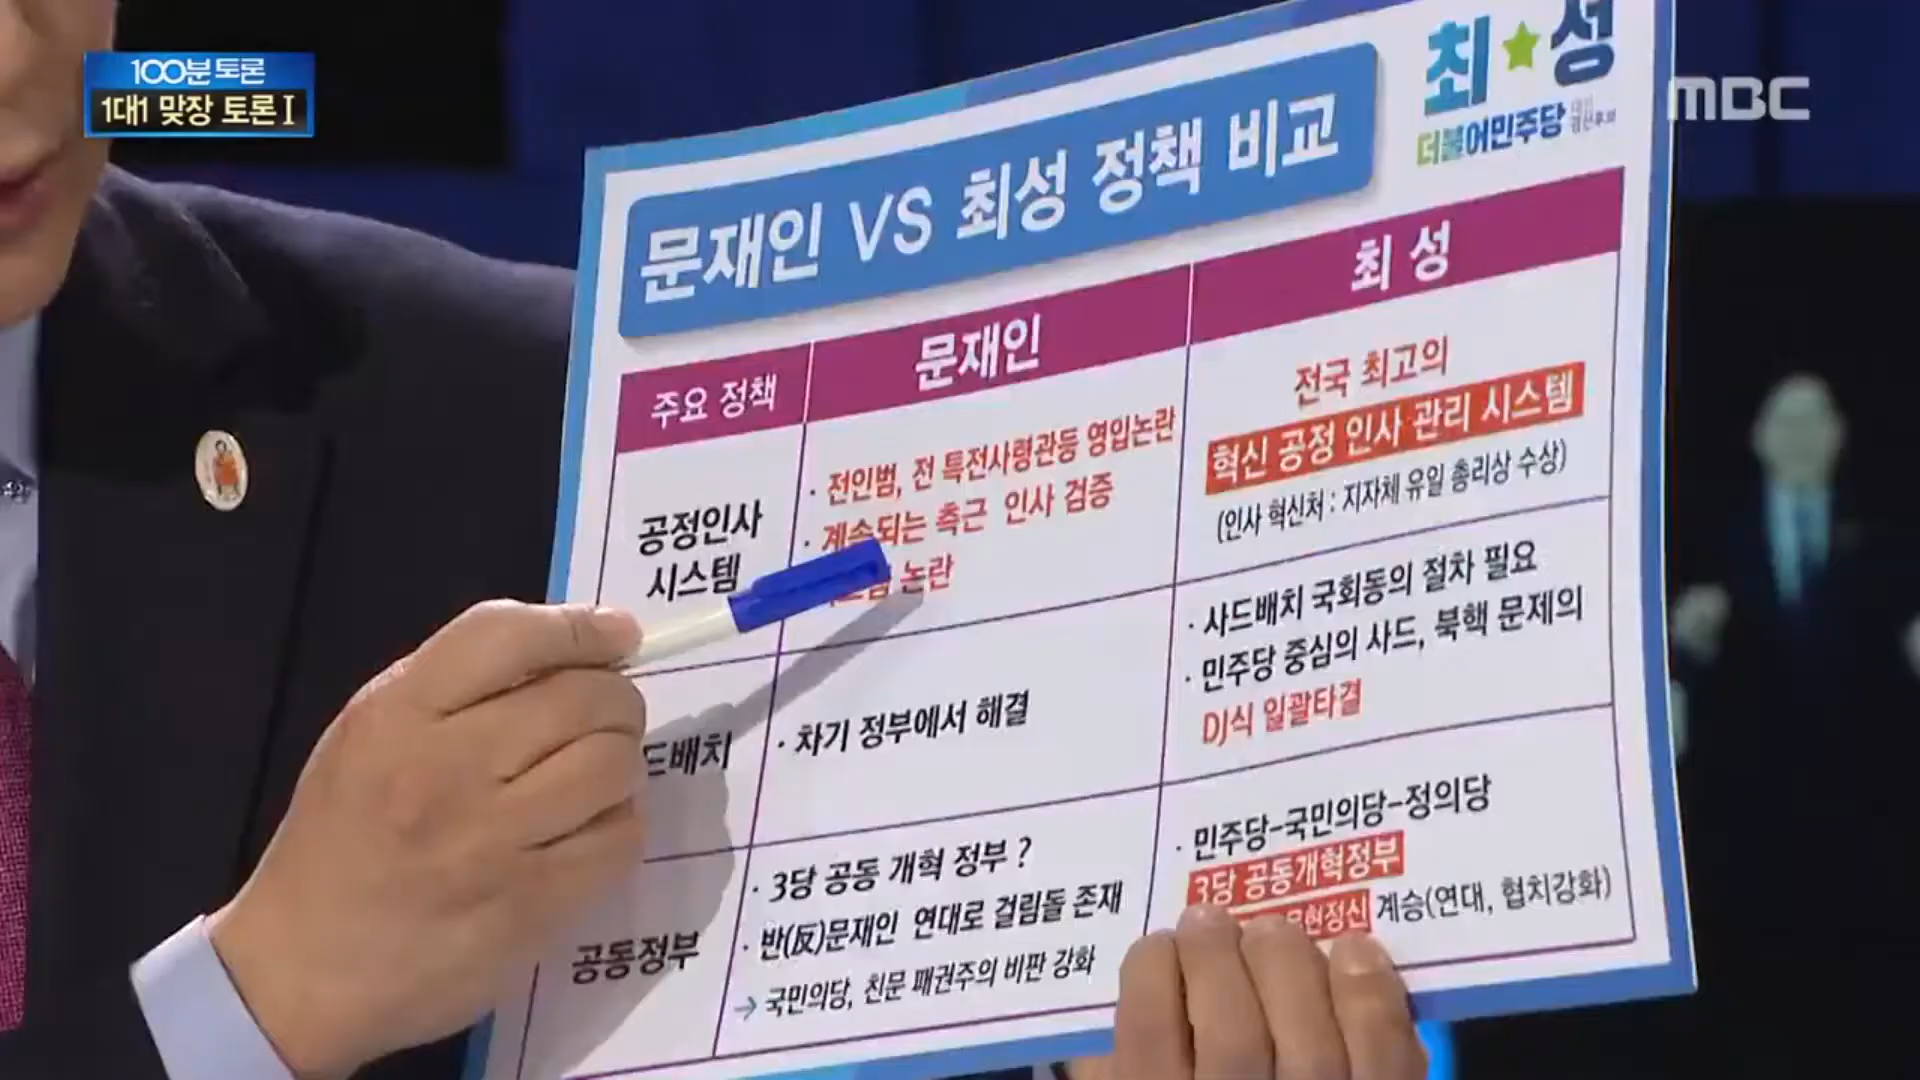 100분 토론
1대1 맞장 토론 I
MBC
최★성
더불어민주당
문재인 VS 최성 정책 비교
주요 정책
문재인
최 성
공정인사
시스템
· 전인범, 전 특전사령관등 영입논란
· 계속되는 측근 인사 검증
논란
전국 최고의
혁신 공정 인사 관리 시스템
(인사 혁신처 : 지자체 유일 총리상 수상)
드배치
· 차기 정부에서 해결
· 사드배치 국회동의 절차 필요
· 민주당 중심의 사드, 북핵 문제의
DJ식 일괄타결
공동정부
· 3당 공동 개혁 정부 ?
· 반(反)문재인 연대로 걸림돌 존재
→ 국민의당, 친문 패권주의 비판 강화
· 민주당-국민의당-정의당
3당 공동개혁정부
계승(연대, 협치강화)